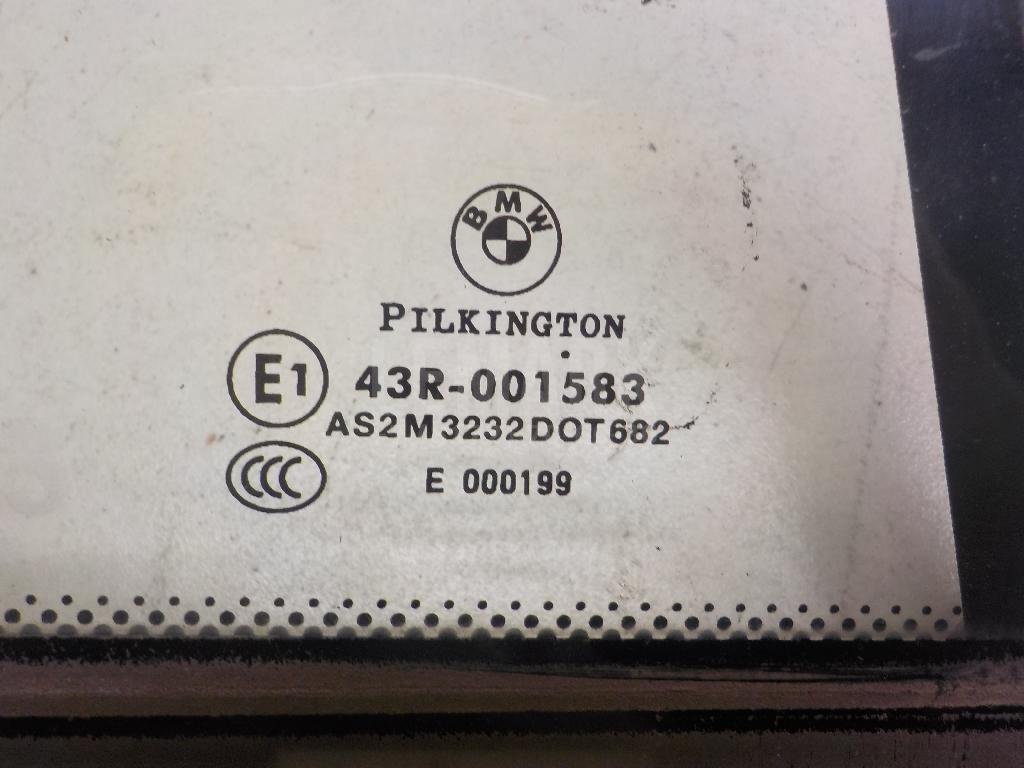 BMW
PILKINGTON
E1 43R-001583
AS2M3232DOT682
CCC E 000199